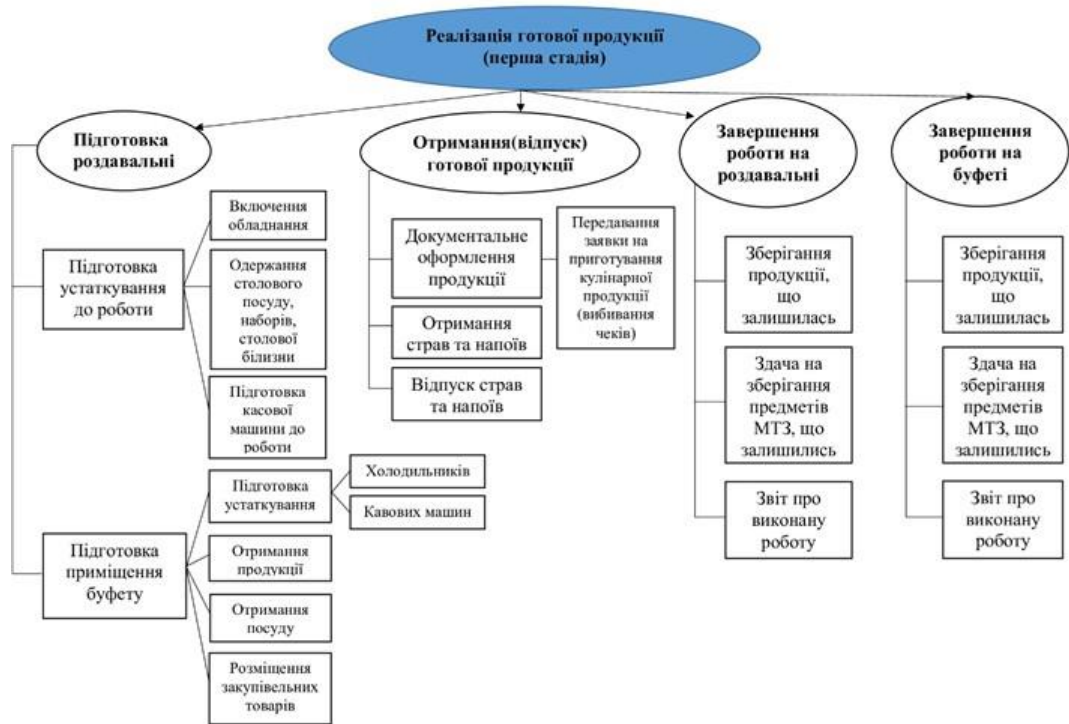 Реалізація готової продукції
(перша стадія)
Підготовка
роздавальні
Отримання(відпуск)
готової продукції
Завершення
роботи на
роздавальні
Завершення
роботи на
буфеті
Підготовка
устаткування
до роботи
Включення
обладнання
Одержання
столового
посуду,
наборів,
столової
білизни
Підготовка
касової
машини до
роботи
Підготовка
приміщення
буфету
Підготовка
устаткування
Холодильників
Кавових машин
Отримання
продукції
Отримання
посуду
Розміщення
закупівельних
товарів
Документальне
оформлення
продукції
Передавання
заявки на
приготування
кулінарної
продукції
(вибивання
чеків)
Отримання
страв та напоїв
Відпуск страв
та напоїв
Зберігання
продукції, що
залишилась
Здача на
зберігання
предметів
МТЗ, що
залишились
Звіт про
виконану
роботу
Зберігання
продукції, що
залишилась
Здача на
зберігання
предметів
МТЗ, що
залишились
Звіт про
виконану
роботу